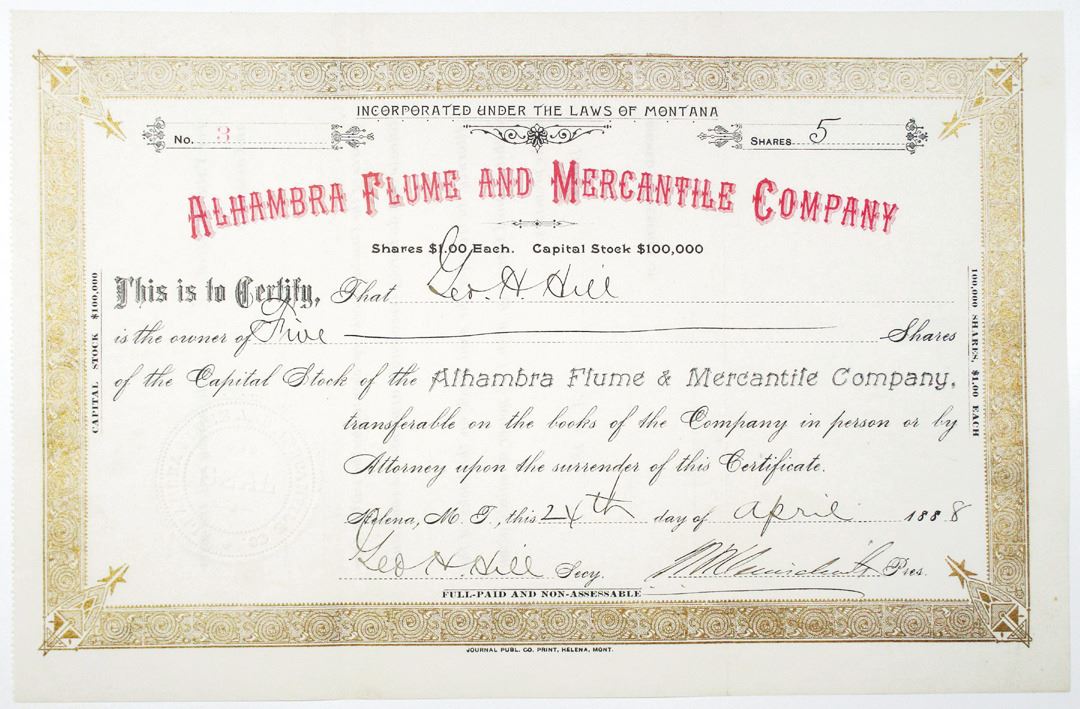 INCORPORATED UNDER THE LAWS OF MONTANA
No. 3
SHARES 5
ALHAMBRA FLUME AND MERCANTILE COMPANY
Shares $1.00 Each. Capital Stock $100,000
This is to Certify, That Geo. H. Hill
is the owner of Five Shares
of the Capital Stock of the Alhambra Flume & Mercantile Company,
transferable on the books of the Company in person or by
Attorney upon the surrender of this Certificate.
Helena, M. T., this 24th day of April 1888
Geo H. Hill Secy. Pres.
FULL-PAID AND NON-ASSESSABLE
CAPITAL STOCK $100,000
100,000 SHARES, $1.00 EACH
JOURNAL PUBL. CO. PRINT, HELENA, MONT.